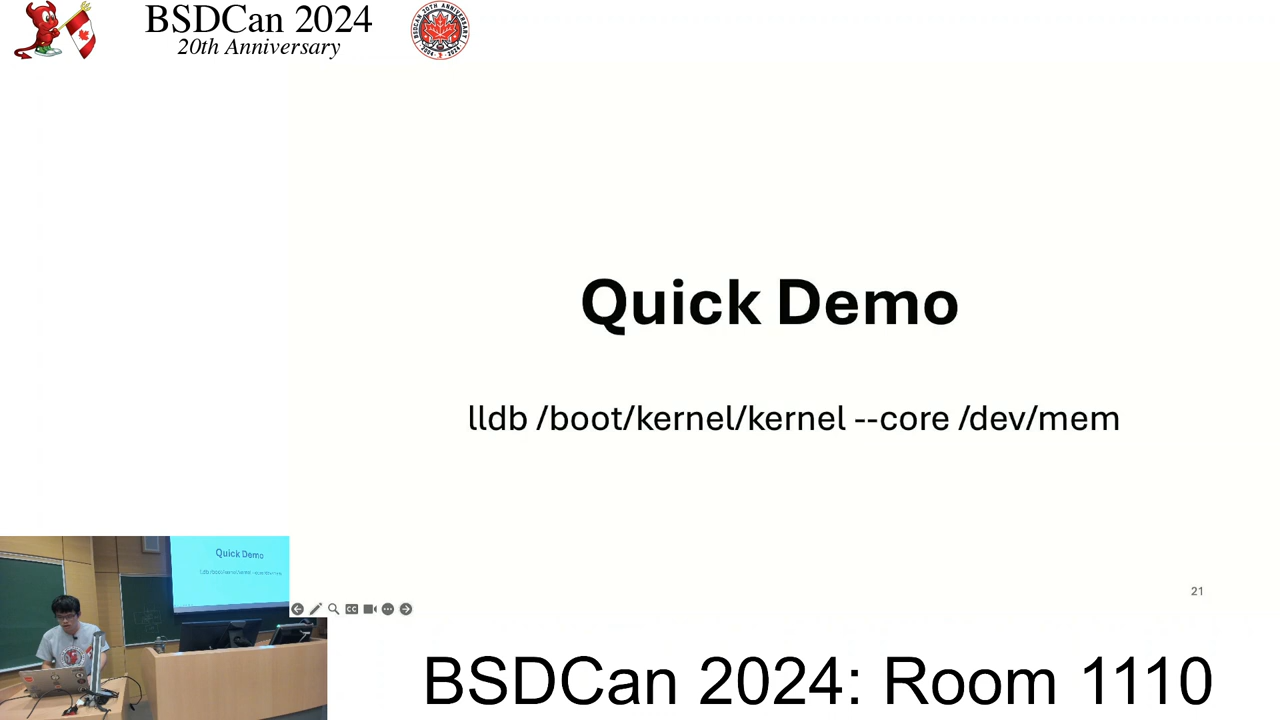 BSDCan 2024
20th Anniversary
Quick Demo
lldb /boot/kernel/kernel --core /dev/mem
21
Quick Demo
CC
BSDCan 2024: Room 1110